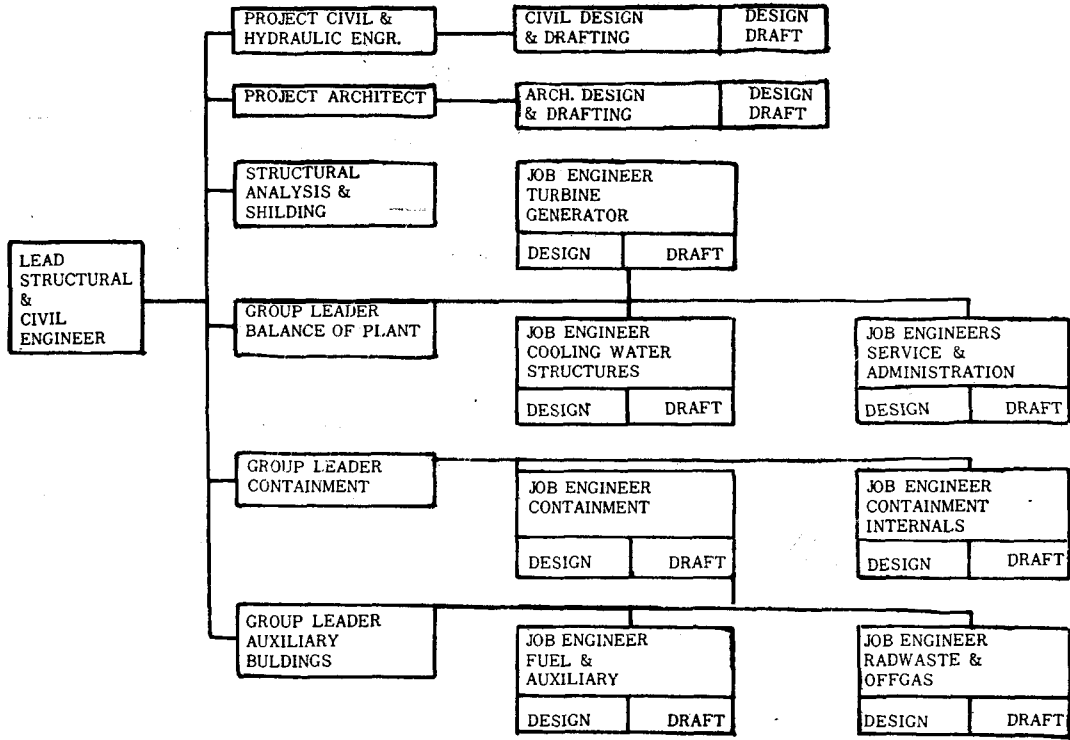 PROJECT CIVIL &
HYDRAULIC ENGR.
CIVIL DESIGN
& DRAFTING
DESIGN
DRAFT
PROJECT ARCHITECT
ARCH. DESIGN
& DRAFTING
DESIGN
DRAFT
STRUCTURAL
ANALYSIS &
SHILDING
JOB ENGINEER
TURBINE
GENERATOR
DESIGN DRAFT
LEAD
STRUCTURAL
&
CIVIL
ENGINEER
GROUP LEADER
BALANCE OF PLANT
JOB ENGINEER
COOLING WATER
STRUCTURES
DESIGN DRAFT
JOB ENGINEERS
SERVICE &
ADMINISTRATION
DESIGN DRAFT
GROUP LEADER
CONTAINMENT
JOB ENGINEER
CONTAINMENT
DESIGN DRAFT
JOB ENGINEER
CONTAINMENT
INTERNALS
DESIGN DRAFT
GROUP LEADER
AUXILIARY
BULDINGS
JOB ENGINEER
FUEL &
AUXILIARY
DESIGN DRAFT
JOB ENGINEER
RADWASTE &
OFFGAS
DESIGN DRAFT